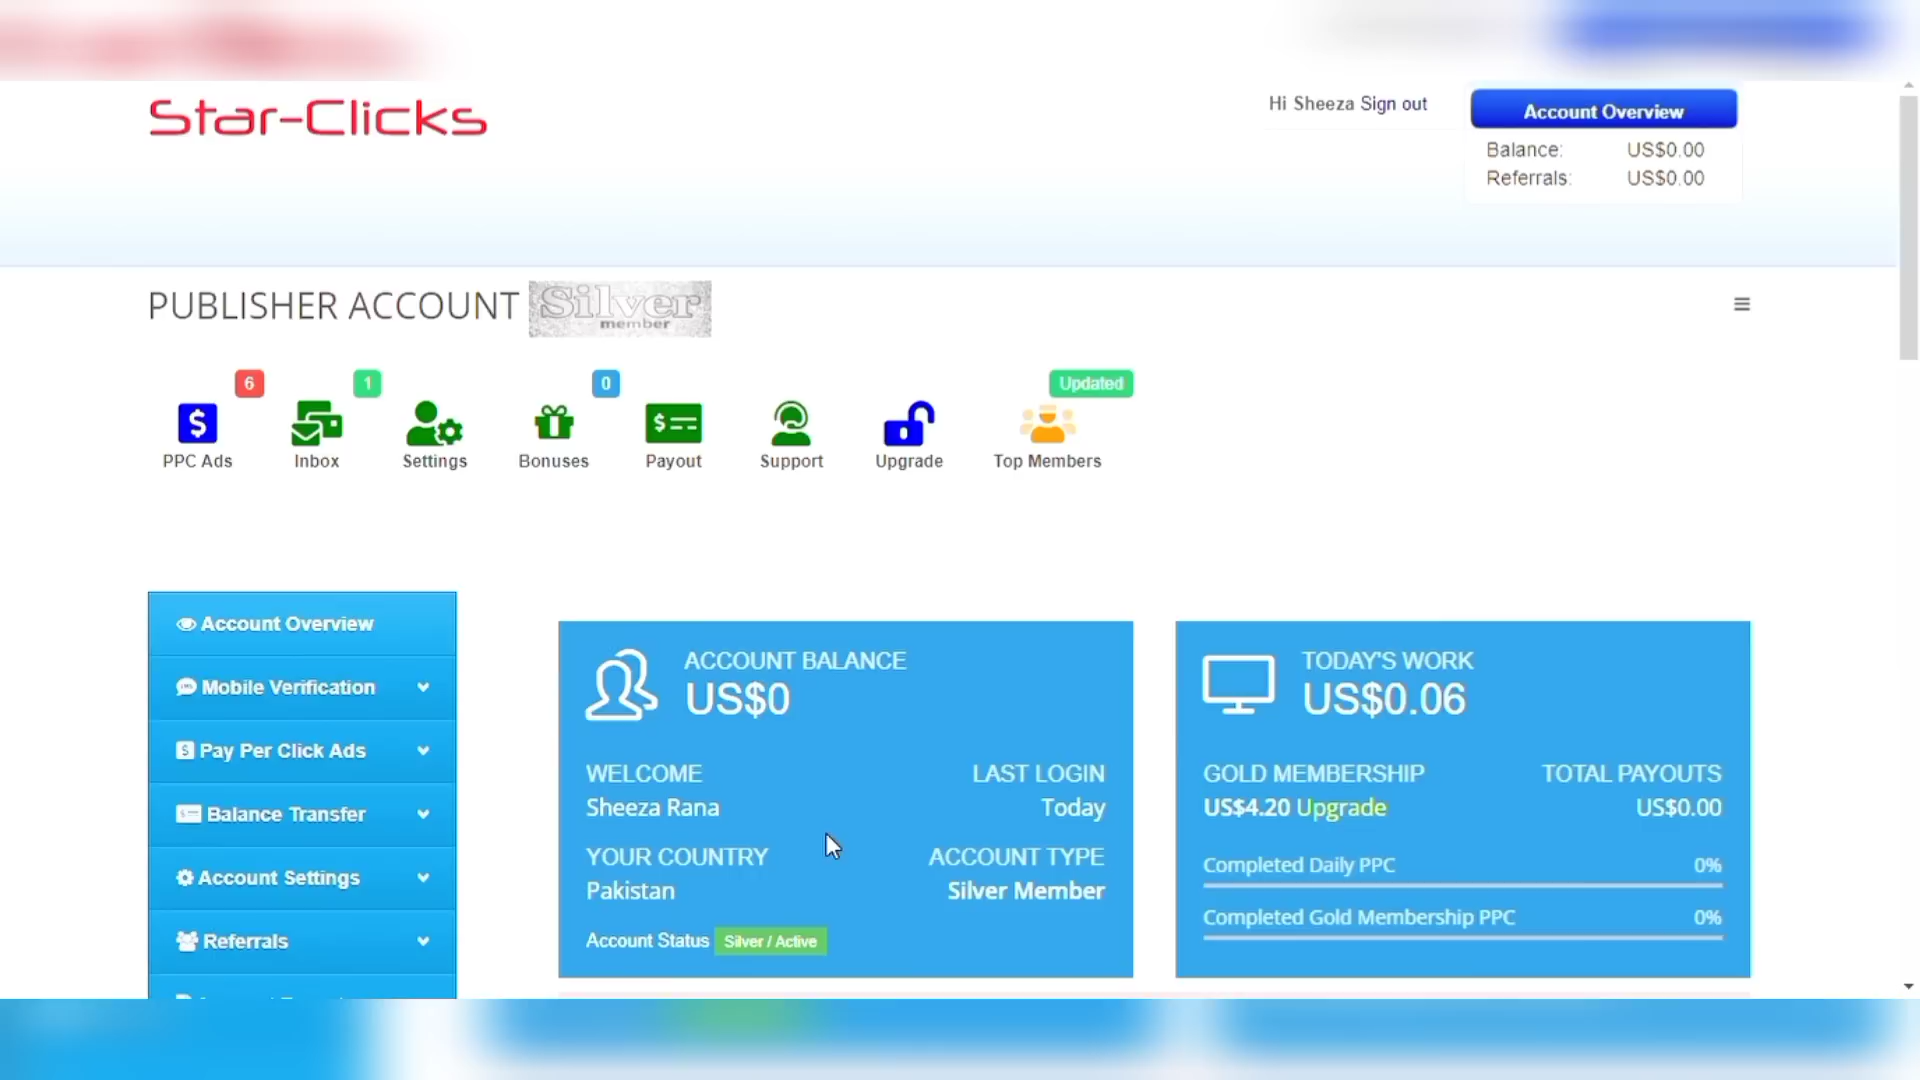 Star-Clicks
Hi Sheeza Sign out
Account Overview
Balance: US$0.00
Referrals: US$0.00
PUBLISHER ACCOUNT Silver member
6 1 0 Updated
PPC Ads Inbox Settings Bonuses Payout Support Upgrade Top Members
Account Overview
Mobile Verification
Pay Per Click Ads
Balance Transfer
Account Settings
Referrals
ACCOUNT BALANCE
US$0
WELCOME LAST LOGIN
Sheeza Rana Today
YOUR COUNTRY ACCOUNT TYPE
Pakistan Silver Member
Account Status Silver / Active
TODAY'S WORK
US$0.06
GOLD MEMBERSHIP TOTAL PAYOUTS
US$4.20 Upgrade US$0.00
Completed Daily PPC 0%
Completed Gold Membership PPC 0%